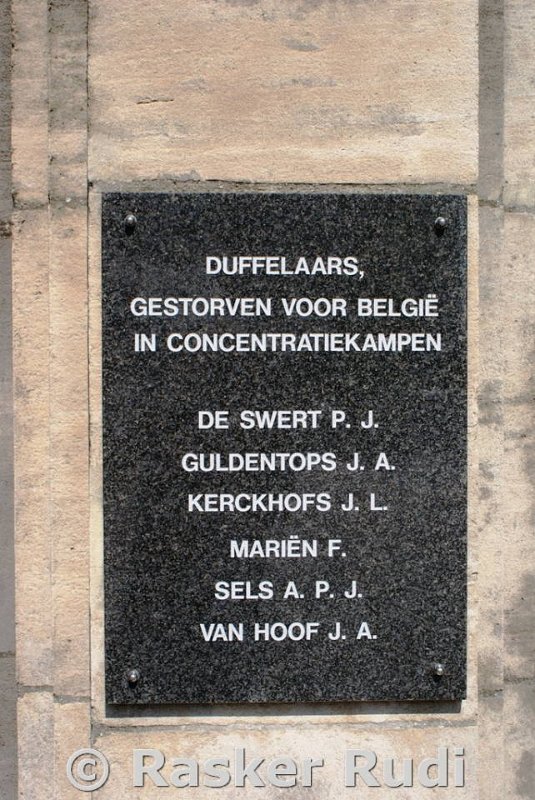 DUFFELAARS,
GESTORVEN VOOR BELGIË
IN CONCENTRATIEKAMPEN
DE SWERT P. J.
GULDENTOPS J. A.
KERCKHOFS J. L.
MARIËN F.
SELS A. P. J.
VAN HOOF J. A.
© Rasker Rudi